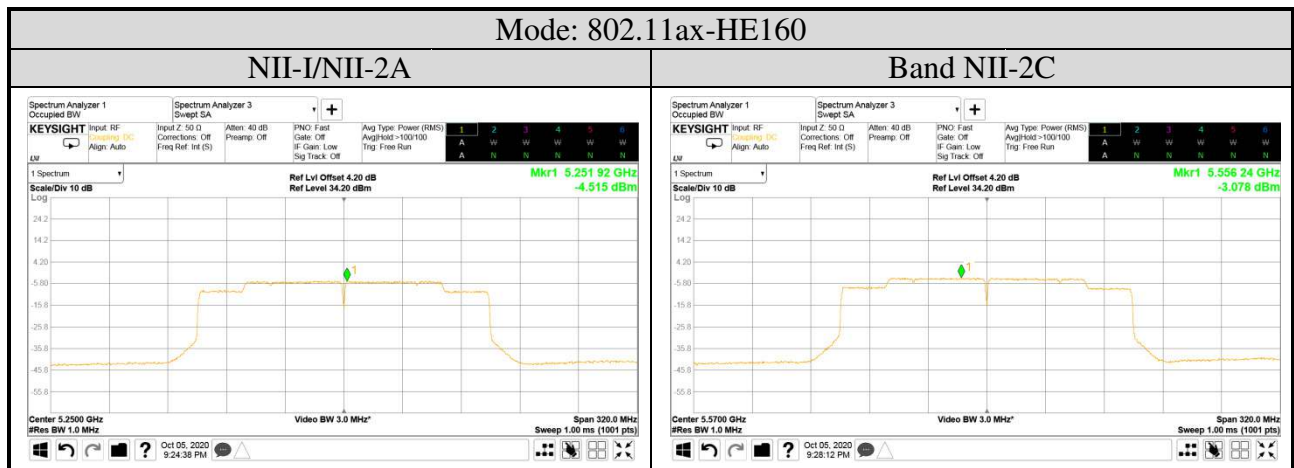 Mode: 802.11ax-HE160
NII-I/NII-2A
Band NII-2C
Spectrum Analyzer 1
Occupied BW
Spectrum Analyzer 3
Swept SA
+
KEYSIGHT
Input: RF
Coupling: DC
Align: Auto
Input Z: 50 Ω
Corrections: Off
Freq Ref: Int (S)
Atten: 40 dB
Preamp: Off
PNO: Fast
Gate: Off
IF Gain: Low
Sig Track: Off
Avg Type: Power (RMS)
Avg|Hold >100/100
Trig: Free Run
1 2 3 4 5 6
A W W W W W
A N N N N N
LXI
1 Spectrum
Scale/Div 10 dB
Log
Ref Lvl Offset 4.20 dB
Ref Level 34.20 dBm
Mkr1 5.251 92 GHz
-4.515 dBm
24.2
14.2
4.20
-5.80
-15.8
-25.8
-35.8
-45.8
-55.8
1
Center 5.2500 GHz
#Res BW 1.0 MHz
Video BW 3.0 MHz*
Span 320.0 MHz
Sweep 1.00 ms (1001 pts)
?
Oct 05, 2020
9:24:38 PM
Spectrum Analyzer 1
Occupied BW
Spectrum Analyzer 3
Swept SA
+
KEYSIGHT
Input: RF
Coupling: DC
Align: Auto
Input Z: 50 Ω
Corrections: Off
Freq Ref: Int (S)
Atten: 40 dB
Preamp: Off
PNO: Fast
Gate: Off
IF Gain: Low
Sig Track: Off
Avg Type: Power (RMS)
Avg|Hold >100/100
Trig: Free Run
1 2 3 4 5 6
A W W W W W
A N N N N N
LXI
1 Spectrum
Scale/Div 10 dB
Log
Ref Lvl Offset 4.20 dB
Ref Level 34.20 dBm
Mkr1 5.556 24 GHz
-3.078 dBm
24.2
14.2
4.20
-5.80
-15.8
-25.8
-35.8
-45.8
-55.8
1
Center 5.5700 GHz
#Res BW 1.0 MHz
Video BW 3.0 MHz*
Span 320.0 MHz
Sweep 1.00 ms (1001 pts)
?
Oct 05, 2020
9:28:12 PM